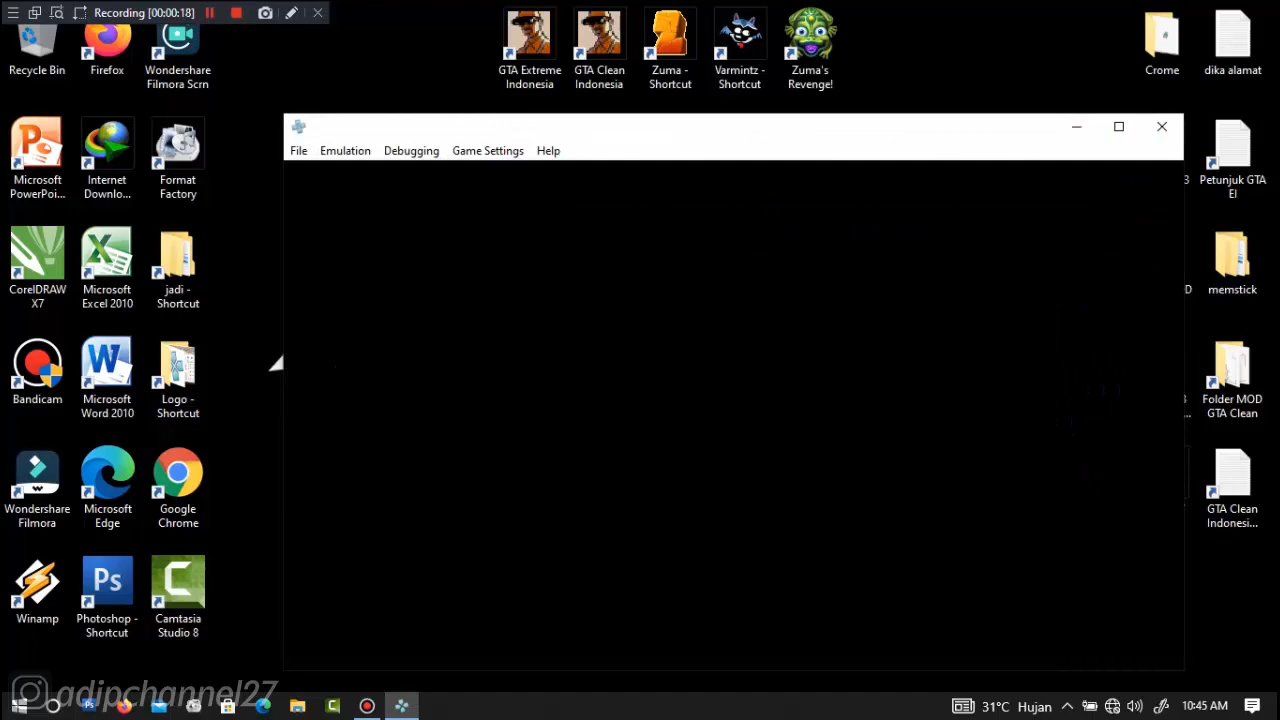 Recording [00:00:18]
Recycle Bin
Firefox
Wondershare
Filmora Scrn
GTA Extreme
Indonesia
GTA Clean
Indonesia
Zuma -
Shortcut
Varmintz -
Shortcut
Zuma's
Revenge!
Crome
dika alamat
File
Emulation
Debugging
Game Settings
Help
Microsoft
PowerPoi...
Internet
Downlo...
Format
Factory
3
Petunjuk GTA
EI
CorelDRAW
X7
Microsoft
Excel 2010
jadi -
Shortcut
D
memstick
Bandicam
Microsoft
Word 2010
Logo -
Shortcut
3
...
Folder MOD
GTA Clean
Wondershare
Filmora
Microsoft
Edge
Google
Chrome
GTA Clean
Indonesi...
Winamp
Ps
Photoshop -
Shortcut
Camtasia
Studio 8
adipchannel27
31°C Hujan
10:45 AM